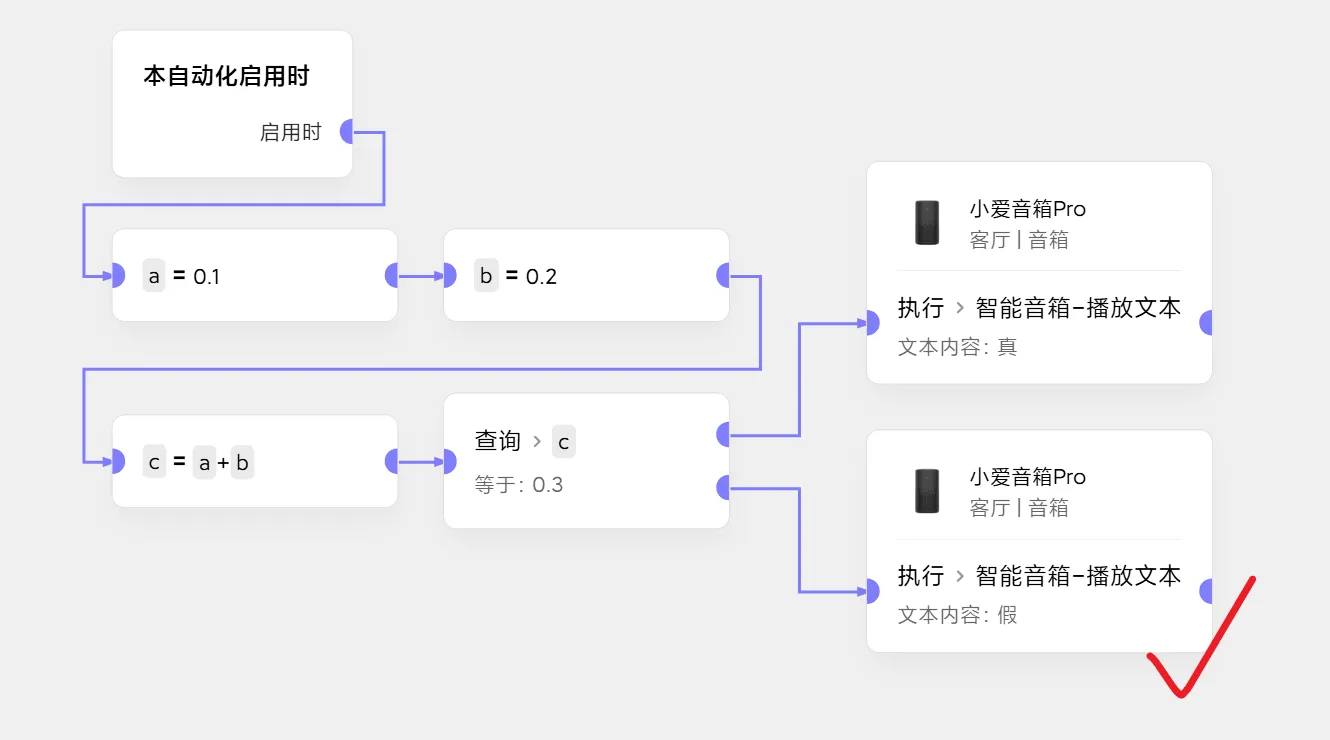 本自动化启用时
启用时
a = 0.1
b = 0.2
c = a+b
查询 › c
等于: 0.3
小爱音箱Pro
客厅 | 音箱
执行 › 智能音箱-播放文本
文本内容: 真
小爱音箱Pro
客厅 | 音箱
执行 › 智能音箱-播放文本
文本内容: 假